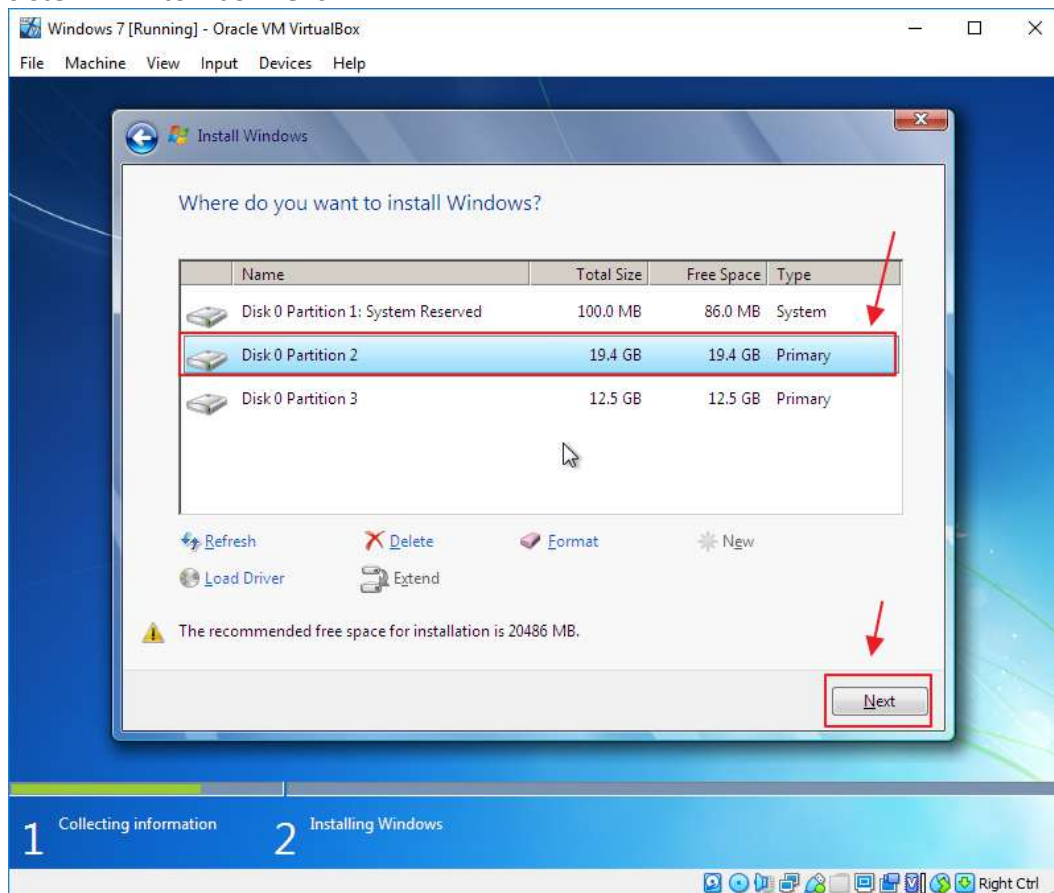 Windows 7 [Running] - Oracle VM VirtualBox
File Machine View Input Devices Help
Install Windows
Where do you want to install Windows?
Name Total Size Free Space Type
Disk 0 Partition 1: System Reserved 100.0 MB 86.0 MB System
Disk 0 Partition 2 19.4 GB 19.4 GB Primary
Disk 0 Partition 3 12.5 GB 12.5 GB Primary
Refresh Delete Format New
Load Driver Extend
The recommended free space for installation is 20486 MB.
Next
1 Collecting information 2 Installing Windows
Right Ctrl